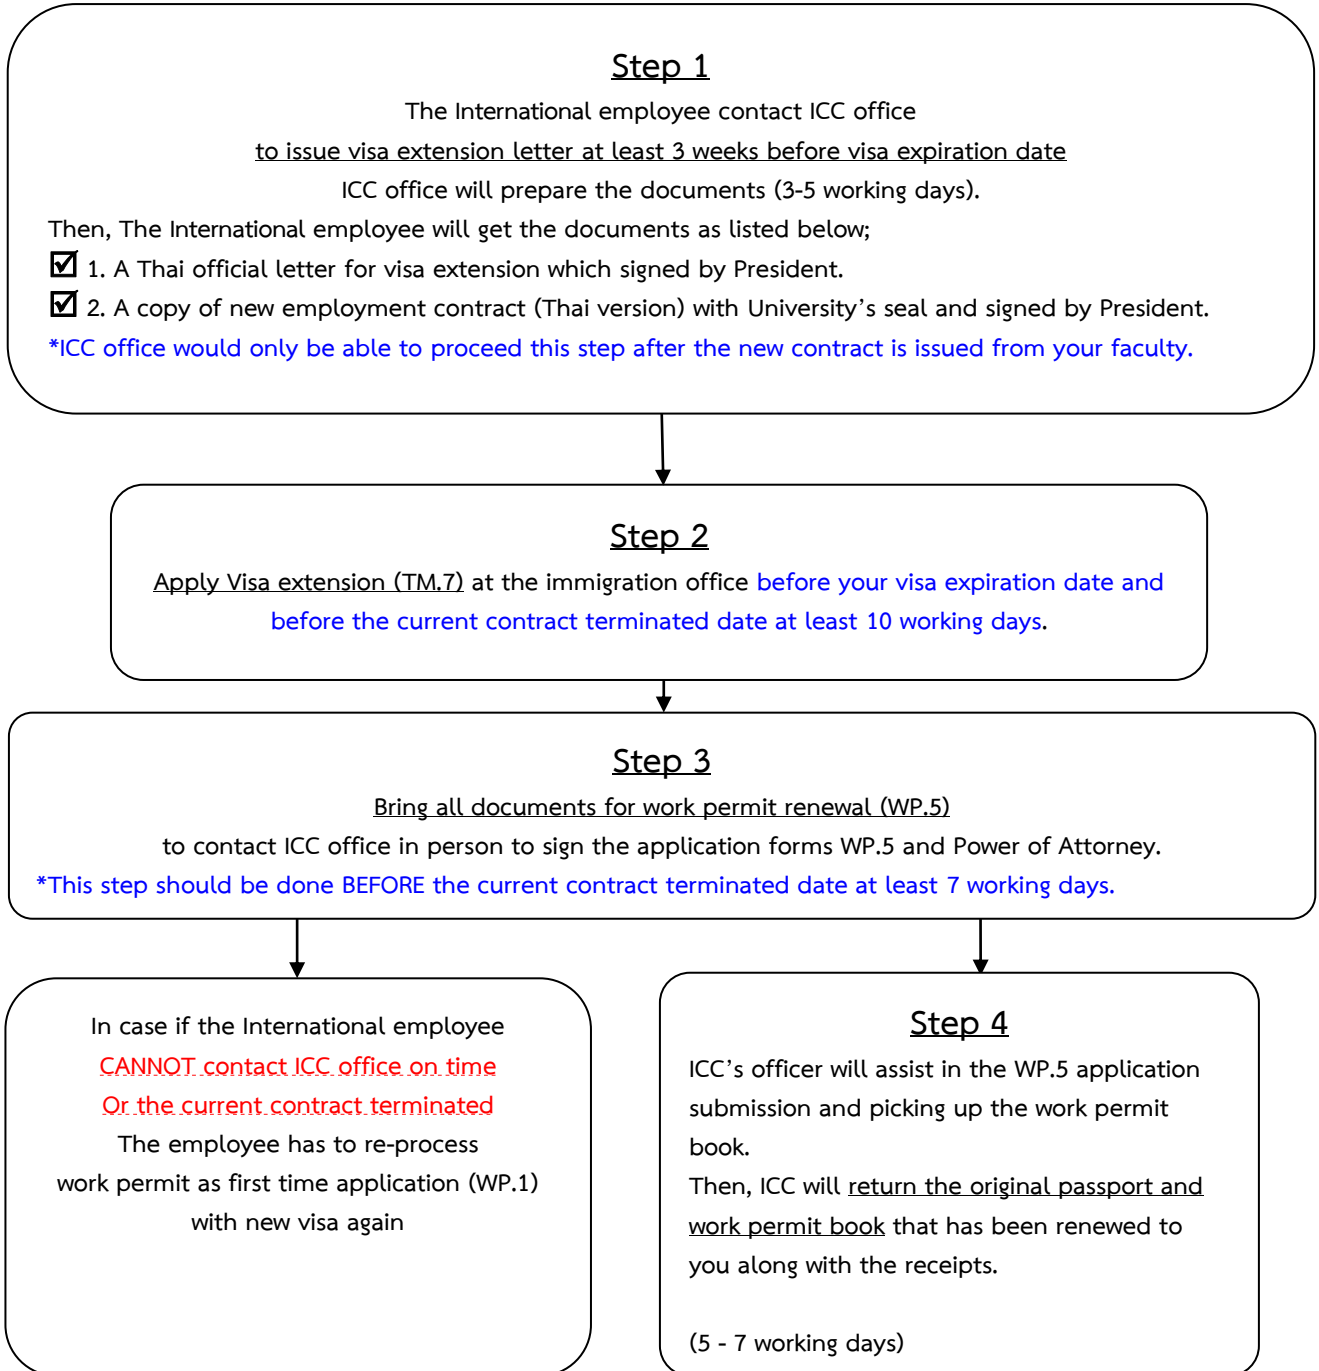 Step 1
The International employee contact ICC office
to issue visa extension letter at least 3 weeks before visa expiration date
ICC office will prepare the documents (3-5 working days).
Then, The International employee will get the documents as listed below;
☑ 1. A Thai official letter for visa extension which signed by President.
☑ 2. A copy of new employment contract (Thai version) with University’s seal and signed by President.
*ICC office would only be able to proceed this step after the new contract is issued from your faculty.
Step 2
Apply Visa extension (TM.7) at the immigration office before your visa expiration date and
before the current contract terminated date at least 10 working days.
Step 3
Bring all documents for work permit renewal (WP.5)
to contact ICC office in person to sign the application forms WP.5 and Power of Attorney.
*This step should be done BEFORE the current contract terminated date at least 7 working days.
In case if the International employee
CANNOT contact ICC office on time
Or the current contract terminated
The employee has to re-process
work permit as first time application (WP.1)
with new visa again
Step 4
ICC’s officer will assist in the WP.5 application
submission and picking up the work permit
book.
Then, ICC will return the original passport and
work permit book that has been renewed to
you along with the receipts.
(5 - 7 working days)